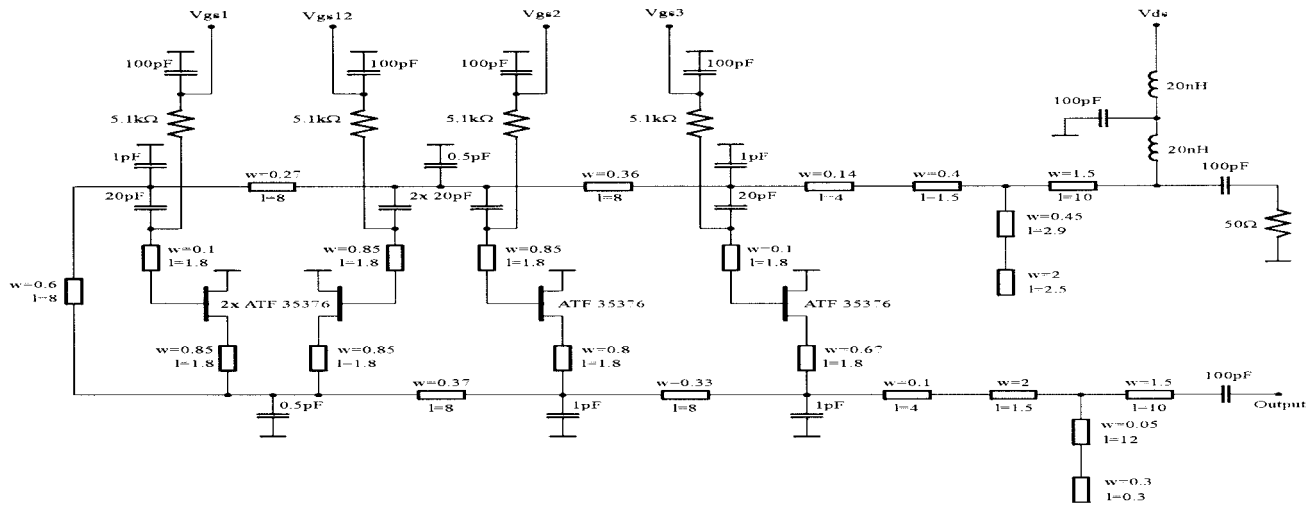 Vgs1
Vgs12
Vgs2
Vgs3
Vds
100pF
100pF
100pF
100pF
20nH
100pF
5.1kΩ
5.1kΩ
5.1kΩ
5.1kΩ
20nH
1pF
0.5pF
1pF
100pF
w=0.27
l=8
w=0.36
l=8
w=0.14
l=4
w=0.4
l=1.5
w=1.5
l=10
20pF
2x 20pF
20pF
50Ω
w=0.45
l=2.9
w=0.1
l=1.8
w=0.85
l=1.8
w=0.85
l=1.8
w=0.1
l=1.8
w=2
l=2.5
w=0.6
l=8
2x ATF 35376
ATF 35376
ATF 35376
w=0.85
l=1.8
w=0.85
l=1.8
w=0.8
l=1.8
w=0.67
l=1.8
w=0.37
l=8
w=0.33
l=8
w=0.1
l=4
w=2
l=1.5
w=1.5
l=10
100pF
Output
0.5pF
1pF
1pF
w=0.05
l=12
w=0.3
l=0.3